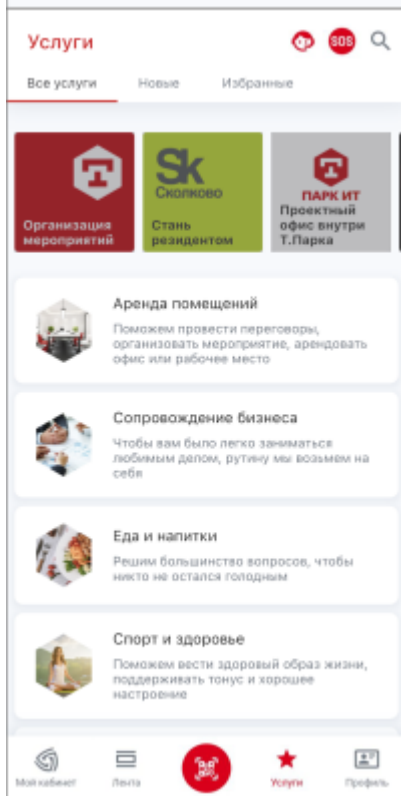 Услуги
SOS
Все услуги Новые Избранные
Т
Организация
мероприятий
Sk
Сколково
Стань
резидентом
Т
ПАРК ИТ
Проектный
офис внутри
Т.Парка
Аренда помещений
Поможем провести переговоры,
организовать мероприятие, арендовать
офис или рабочее место
Сопровождение бизнеса
Чтобы вам было легко заниматься
любимым делом, рутину мы возьмем на
себя
Еда и напитки
Решим большинство вопросов, чтобы
никто не остался голодным
Спорт и здоровье
Поможем вести здоровый образ жизни,
поддерживать тонус и хорошее
настроение
Мой кабинет Лента Услуги Профиль